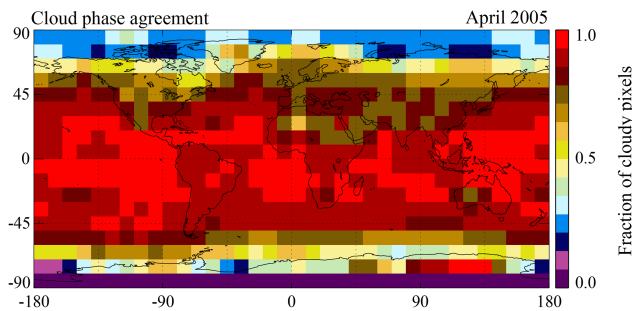 Cloud phase agreement April 2005
90 1.0
45
0 0.5
-45
-90 0.0
-180 -90 0 90 180
Fraction of cloudy pixels